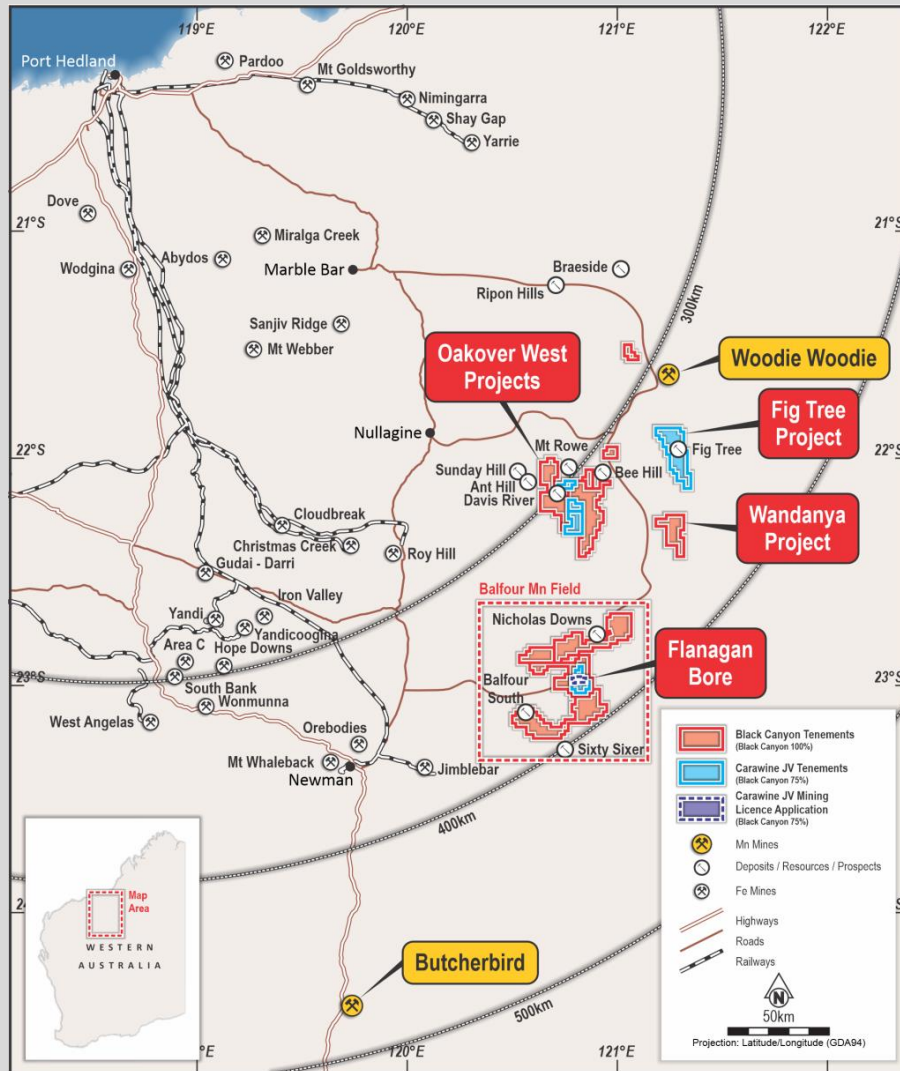 119°E
120°E
121°E
122°E
Port Hedland
Pardoo
Mt Goldsworthy
Nimingarra
Shay Gap
Yarrie
Dove
21°S
21°S
Miralga Creek
Abydos
Wodgina
Marble Bar
Braeside
Ripon Hills
300km
Sanjiv Ridge
Mt Webber
Oakover West
Projects
Woodie Woodie
Fig Tree
Project
Nullagine
22°S
22°S
Mt Rowe
Fig Tree
Sunday Hill
Bee Hill
Ant Hill
Davis River
Wandanya
Project
Cloudbreak
Christmas Creek
Roy Hill
Gudai - Darri
Iron Valley
Balfour Mn Field
Yandi
Yandicoogina
Nicholas Downs
Area C
Hope Downs
Flanagan
Bore
23°S
23°S
South Bank
Balfour
South
Wonmunna
West Angelas
Orebodies
Sixty Sixer
Mt Whaleback
Newman
Jimblebar
400km
Black Canyon Tenements
(Black Canyon 100%)
Carawine JV Tenements
(Black Canyon 75%)
Carawine JV Mining
Licence Application
(Black Canyon 75%)
Mn Mines
Deposits / Resources / Prospects
Fe Mines
Highways
Roads
Railways
N
50km
Projection: Latitude/Longitude (GDA94)
Map
Area
WESTERN
AUSTRALIA
Butcherbird
500km
120°E
121°E